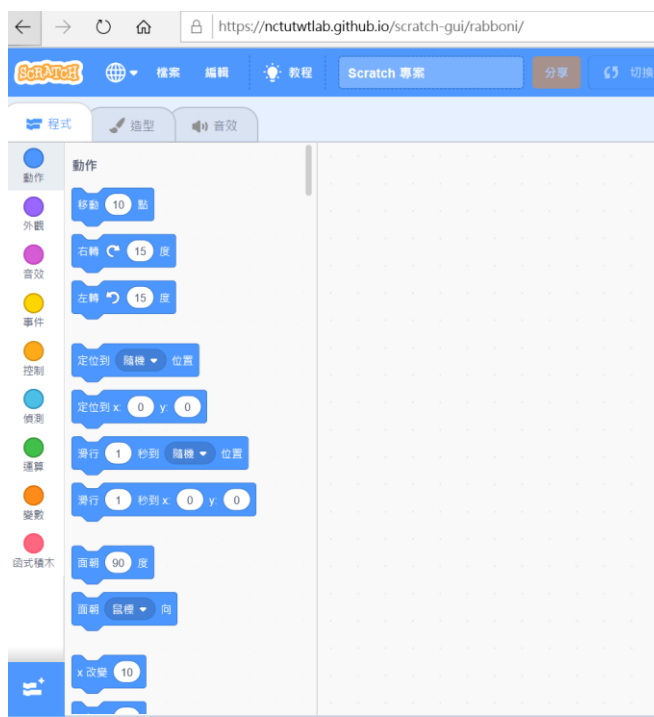 https://nctutwtlab.github.io/scratch-gui/rabboni/
SCRATCH 檔案 編輯 教程 Scratch 專案 分享 切換
程式 造型 音效
動作
外觀
音效
事件
控制
偵測
運算
變數
函式積木
動作
移動 10 點
右轉 15 度
左轉 15 度
定位到 隨機 位置
定位到 x: 0 y: 0
滑行 1 秒到 隨機 位置
滑行 1 秒到 x: 0 y: 0
面朝 90 度
面朝 鼠標 向
x 改變 10